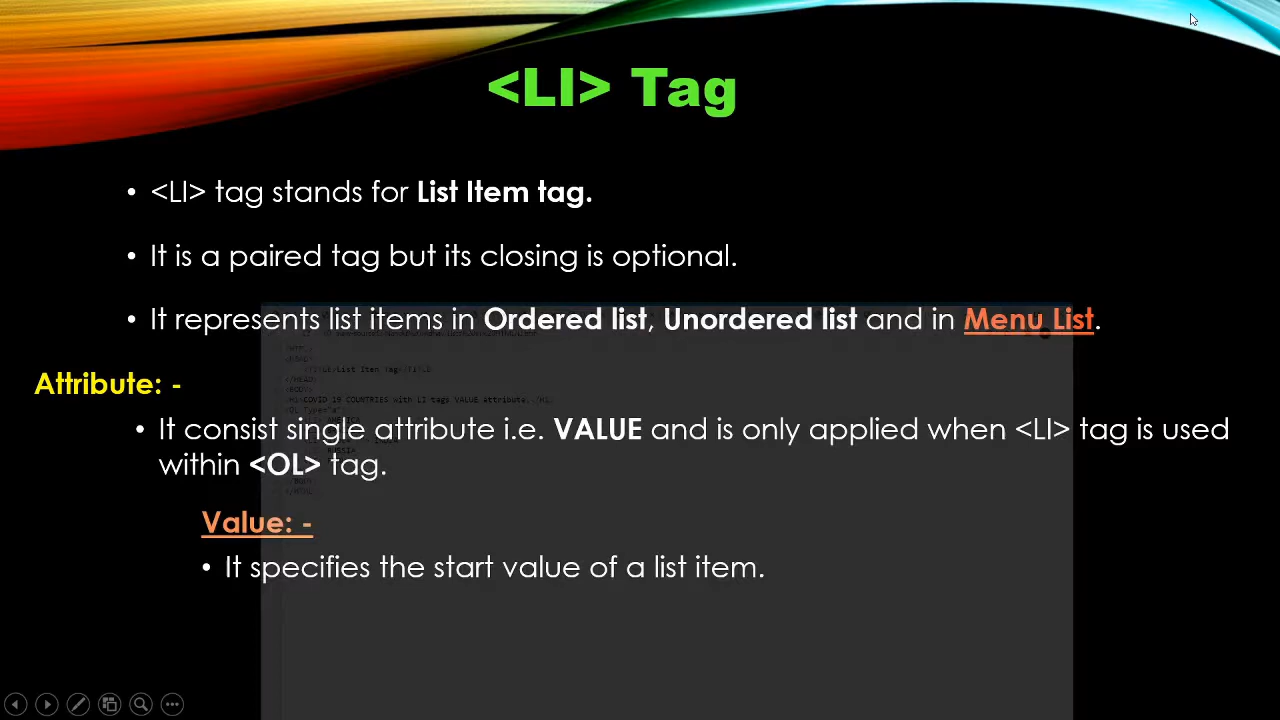 <LI> Tag
• <LI> tag stands for List Item tag.
• It is a paired tag but its closing is optional.
• It represents list items in Ordered list, Unordered list and in Menu List.
Attribute: -
• It consist single attribute i.e. VALUE and is only applied when <LI> tag is used
within <OL> tag.
Value: -
• It specifies the start value of a list item.